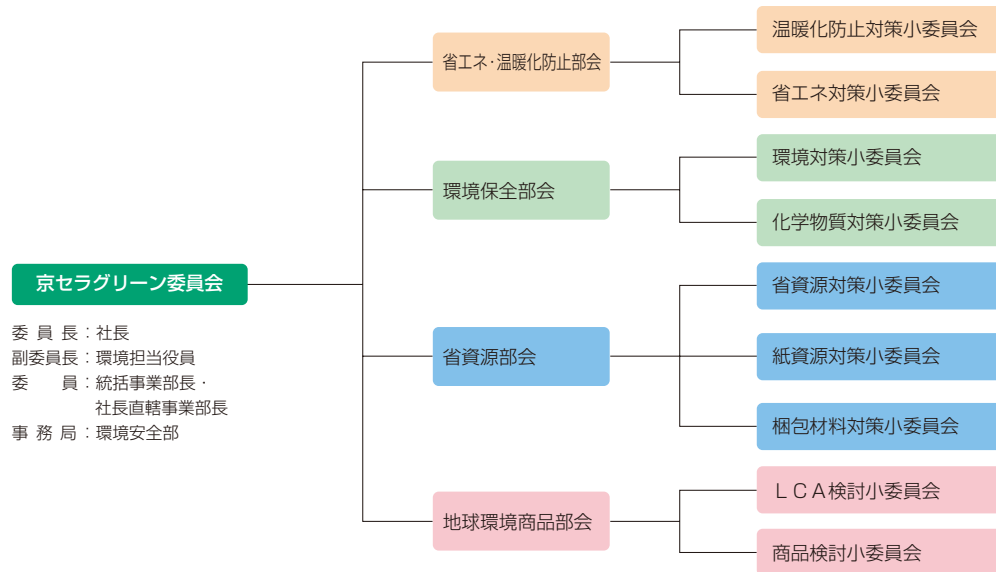 京セラグリーン委員会
委員長：社長
副委員長：環境担当役員
委員：統括事業部長・
社長直轄事業部長
事務局：環境安全部
省エネ・温暖化防止部会
温暖化防止対策小委員会
省エネ対策小委員会
環境保全部会
環境対策小委員会
化学物質対策小委員会
省資源部会
省資源対策小委員会
紙資源対策小委員会
梱包材料対策小委員会
地球環境商品部会
ＬＣＡ検討小委員会
商品検討小委員会